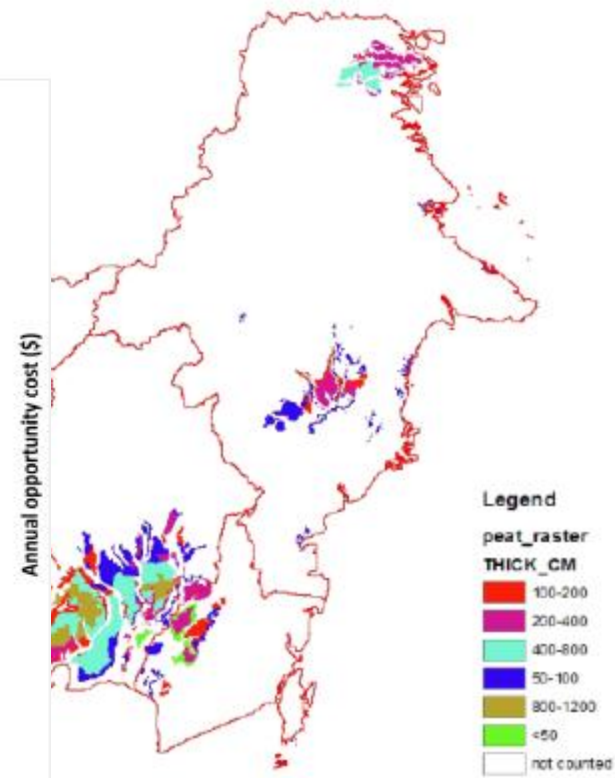 Annual opportunity cost ($)
Legend
peat_raster
THICK_CM
100-200
200-400
400-800
50-100
800-1200
<50
not counted